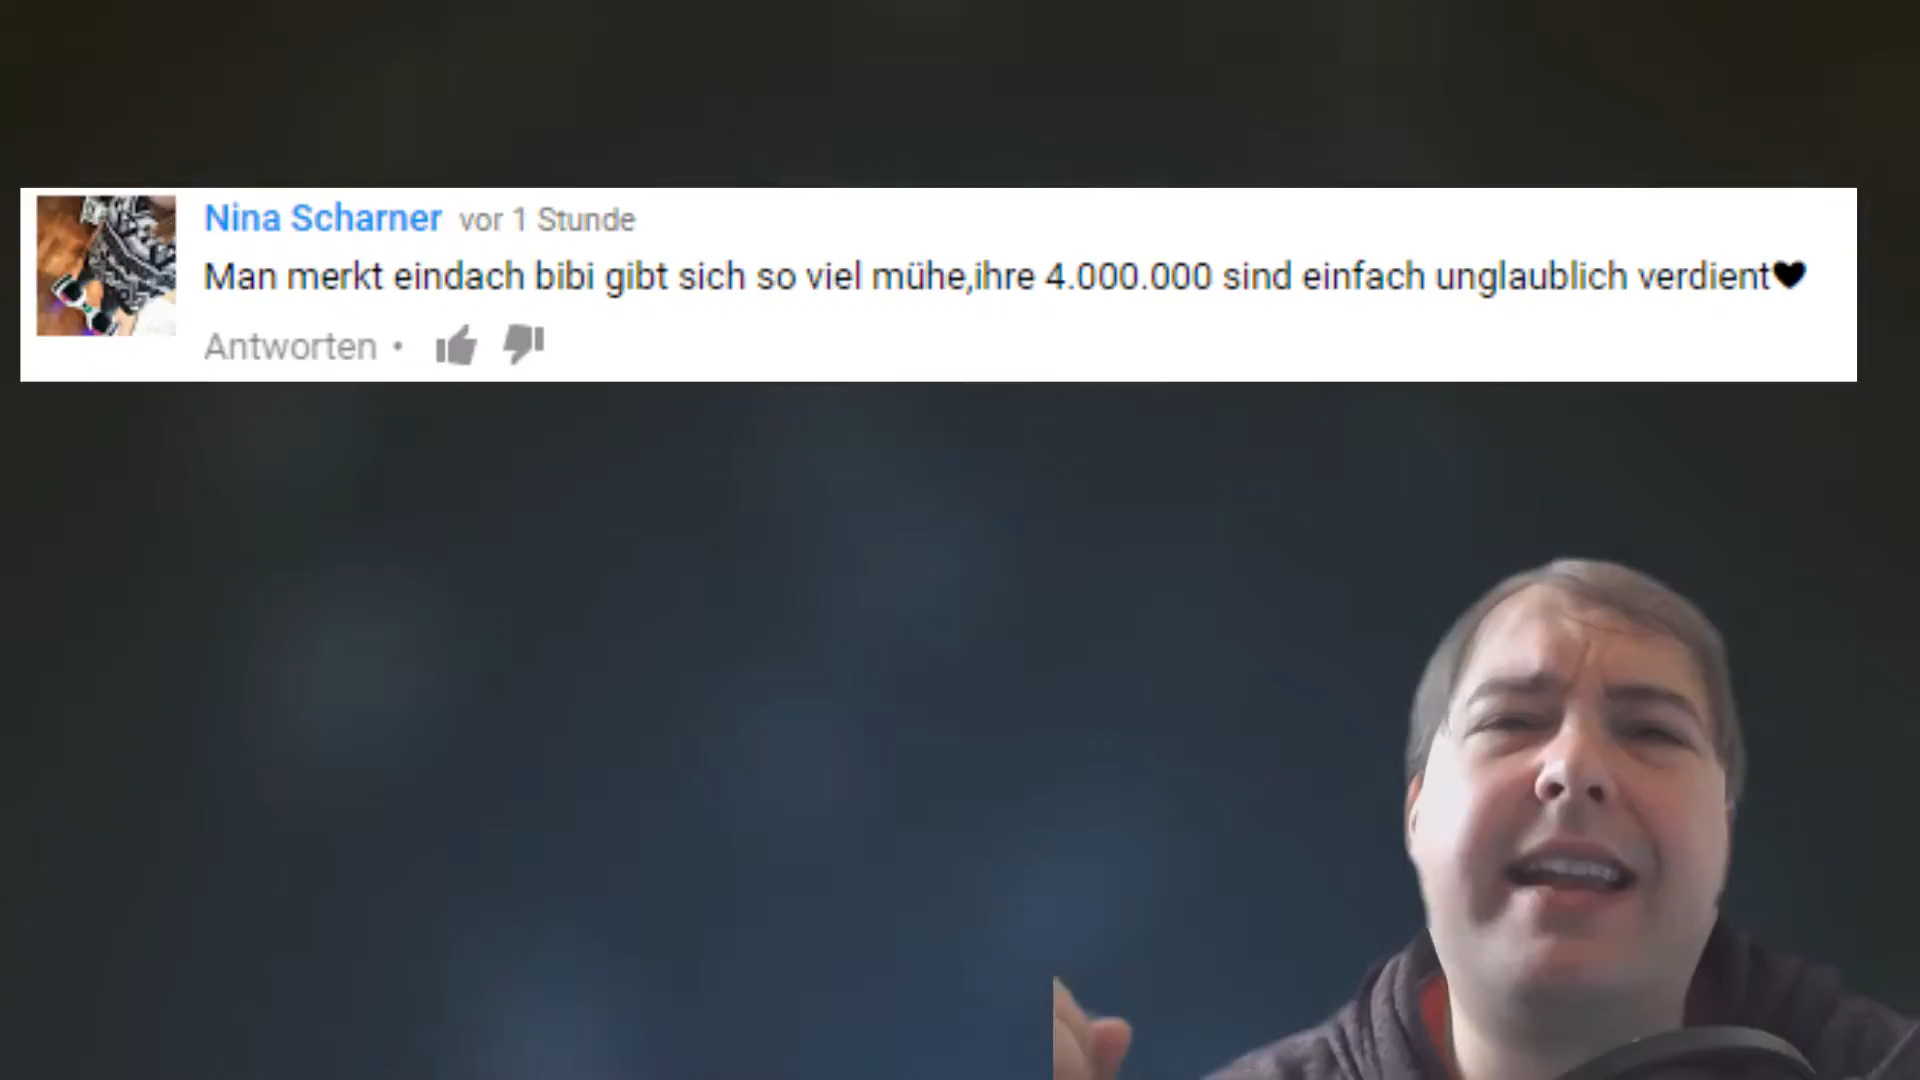 Nina Scharner vor 1 Stunde
Man merkt eindach bibi gibt sich so viel mühe,ihre 4.000.000 sind einfach unglaublich verdient🖤
Antworten •